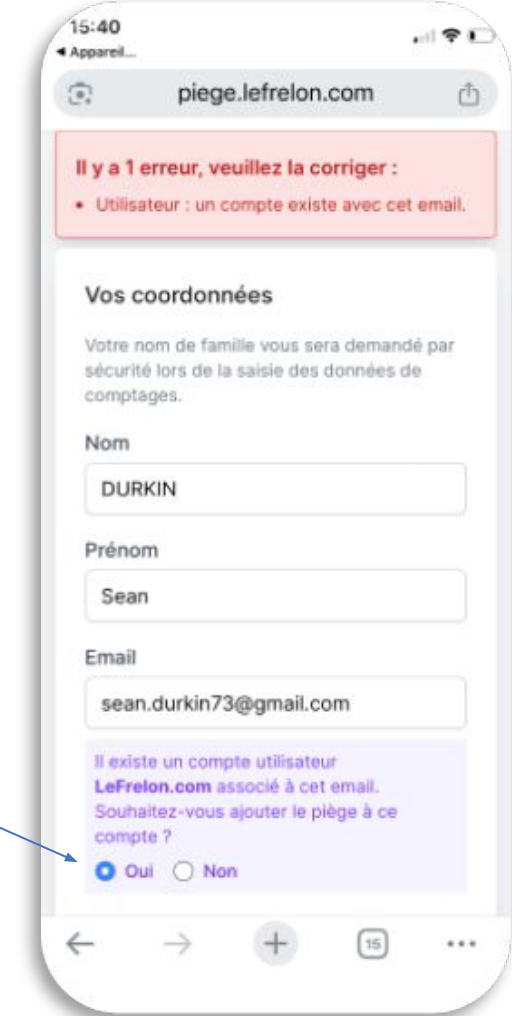 15:40
◀ Appareil...
piege.lefrelon.com
Il y a 1 erreur, veuillez la corriger :
• Utilisateur : un compte existe avec cet email.
Vos coordonnées
Votre nom de famille vous sera demandé par
sécurité lors de la saisie des données de
comptages.
Nom
DURKIN
Prénom
Sean
Email
sean.durkin73@gmail.com
Il existe un compte utilisateur
LeFrelon.com associé à cet email.
Souhaitez-vous ajouter le piège à ce
compte ?
Oui Non
15